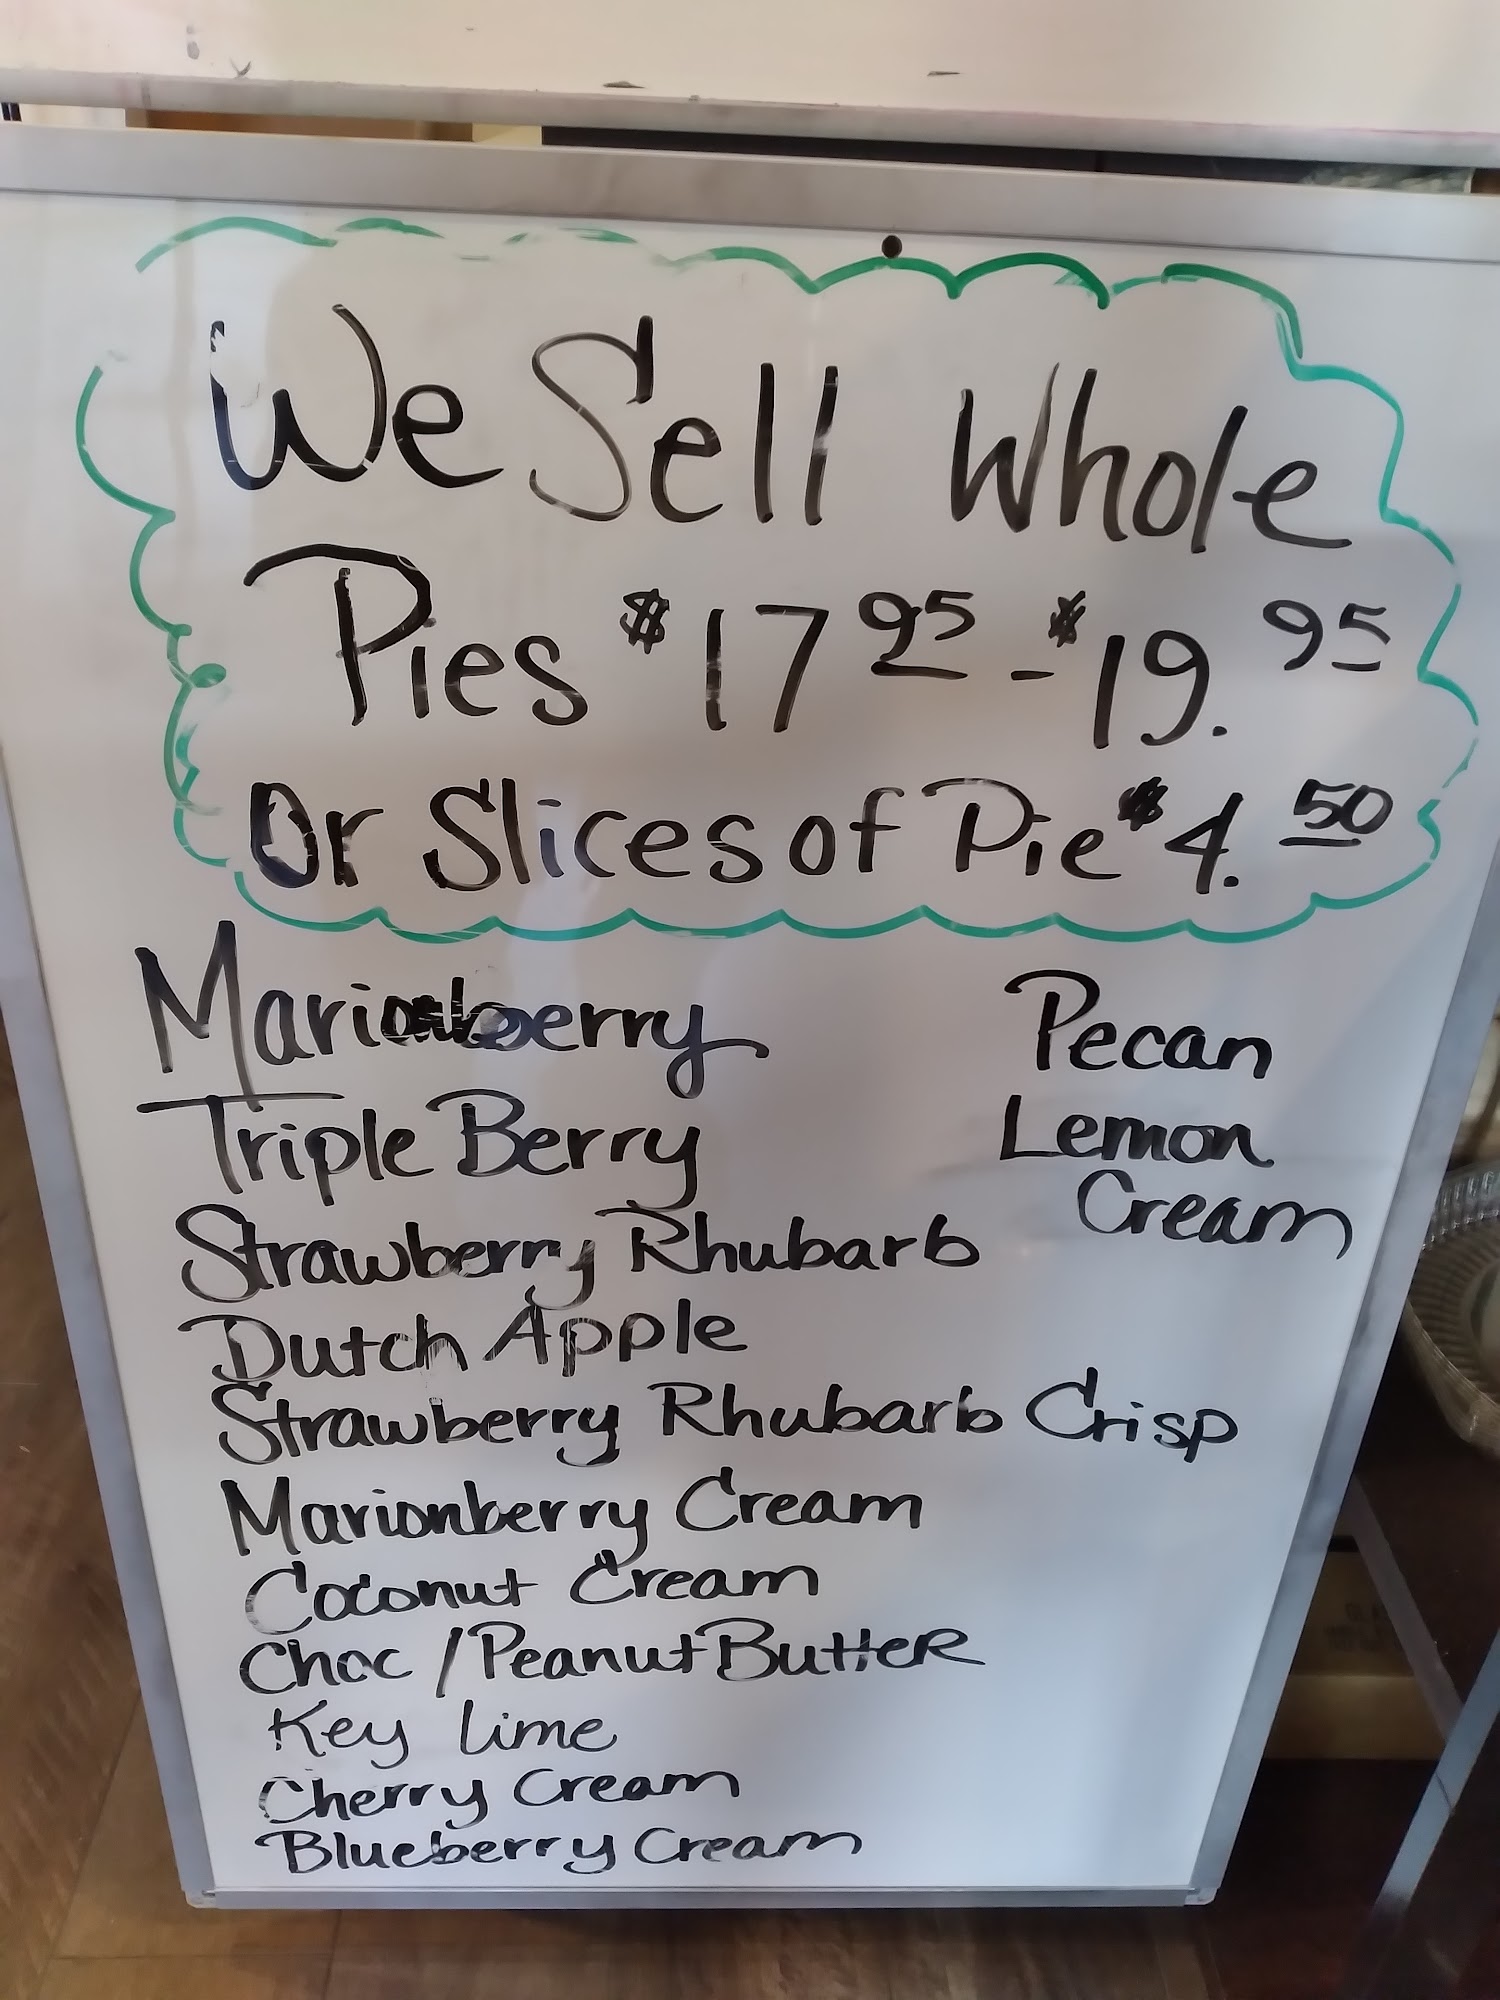 We Sell Whole
Pies $17 95 - $19. 95
Or Slices of Pie $4. 50
Marionberry
Triple Berry
Strawberry Rhubarb
Dutch Apple
Strawberry Rhubarb Crisp
Marionberry Cream
Coconut Cream
Choc / Peanut Butter
Key Lime
Cherry Cream
Blueberry Cream
Pecan
Lemon
Cream